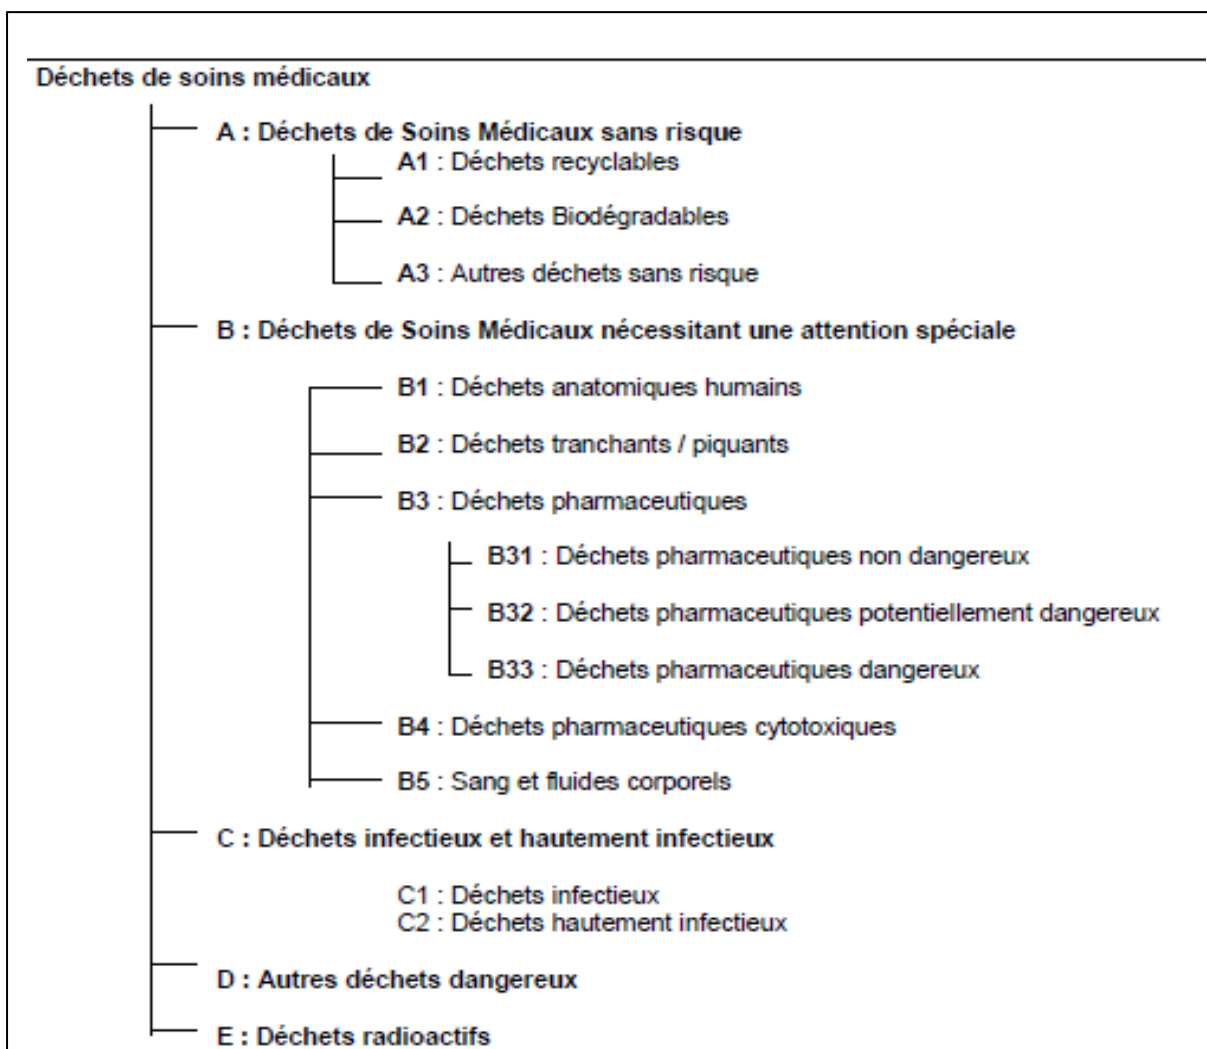 Déchets de soins médicaux
A : Déchets de Soins Médicaux sans risque
A1 : Déchets recyclables
A2 : Déchets Biodégradables
A3 : Autres déchets sans risque
B : Déchets de Soins Médicaux nécessitant une attention spéciale
B1 : Déchets anatomiques humains
B2 : Déchets tranchants / piquants
B3 : Déchets pharmaceutiques
B31 : Déchets pharmaceutiques non dangereux
B32 : Déchets pharmaceutiques potentiellement dangereux
B33 : Déchets pharmaceutiques dangereux
B4 : Déchets pharmaceutiques cytotoxiques
B5 : Sang et fluides corporels
C : Déchets infectieux et hautement infectieux
C1 : Déchets infectieux
C2 : Déchets hautement infectieux
D : Autres déchets dangereux
E : Déchets radioactifs